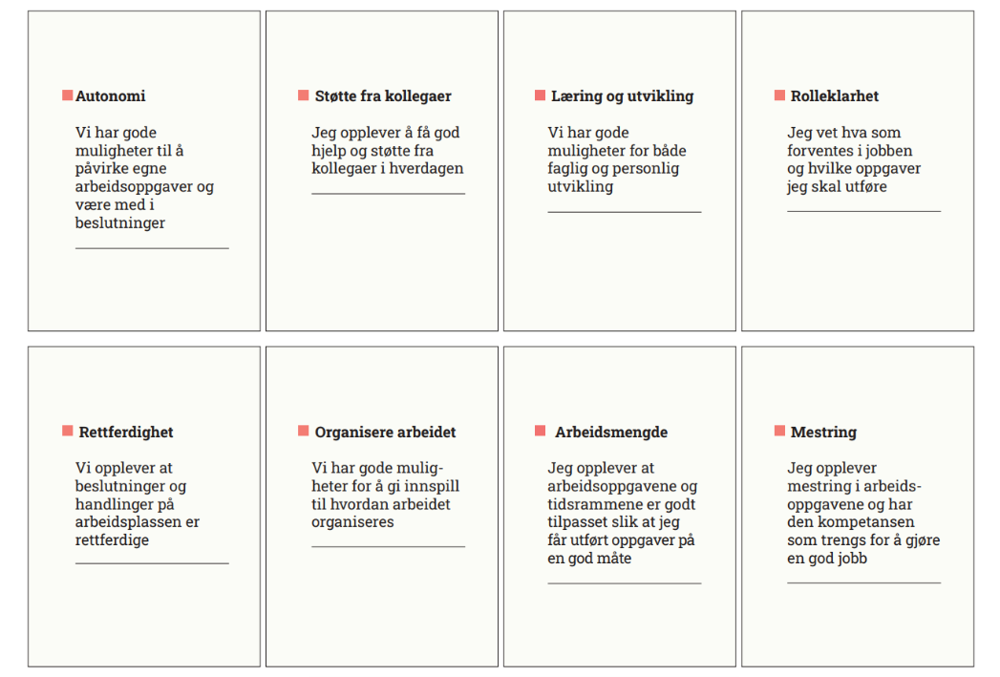 Autonomi
Vi har gode
muligheter til å
påvirke egne
arbeidsoppgaver og
være med i
beslutninger
Støtte fra kollegaer
Jeg opplever å få god
hjelp og støtte fra
kollegaer i hverdagen
Læring og utvikling
Vi har gode
muligheter for både
faglig og personlig
utvikling
Rolleklarhet
Jeg vet hva som
forventes i jobben
og hvilke oppgaver
jeg skal utføre
Rettferdighet
Vi opplever at
beslutninger og
handlinger på
arbeidsplassen er
rettferdige
Organisere arbeidet
Vi har gode mulig-
heter for å gi innspill
til hvordan arbeidet
organiseres
Arbeidsmengde
Jeg opplever at
arbeidsoppgavene og
tidsrammene er godt
tilpasset slik at jeg
får utført oppgaver på
en god måte
Mestring
Jeg opplever
mestring i arbeids-
oppgavene og har
den kompetansen
som trengs for å gjøre
en god jobb